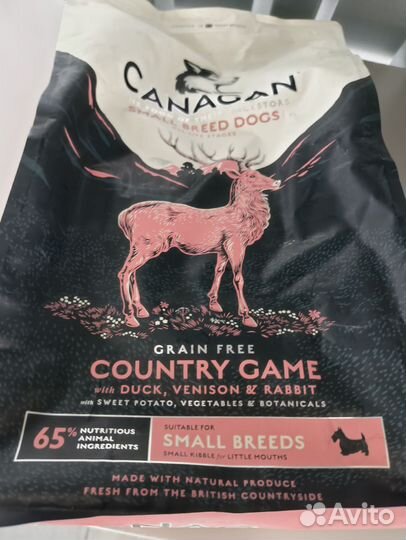 CANAGAN
SMALL BREED DOGS
GRAIN FREE
COUNTRY GAME
with DUCK, VENISON & RABBIT
with SWEET POTATO, VEGETABLES & BOTANICALS
65% NUTRITIOUS ANIMAL INGREDIENTS
SUITABLE FOR
SMALL BREEDS
SMALL KIBBLE for LITTLE MOUTHS
MADE WITH NATURAL PRODUCE
FRESH FROM THE BRITISH COUNTRYSIDE
Avito